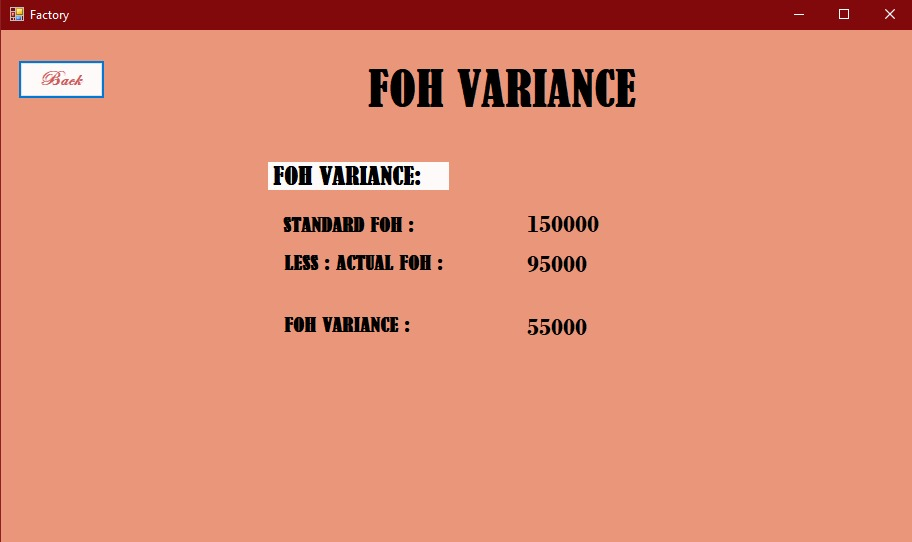 Factory
Back
FOH VARIANCE
FOH VARIANCE:
STANDARD FOH : 150000
LESS : ACTUAL FOH : 95000
FOH VARIANCE : 55000